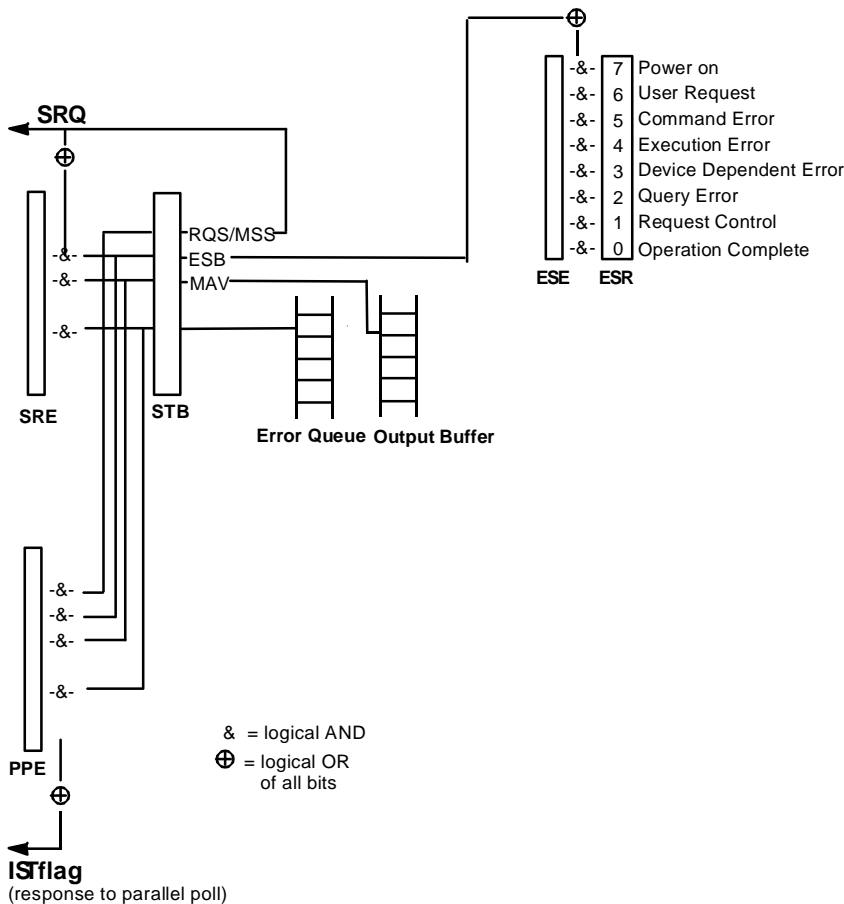 -&- 7 Power on
-&- 6 User Request
-&- 5 Command Error
-&- 4 Execution Error
-&- 3 Device Dependent Error
-&- 2 Query Error
-&- 1 Request Control
-&- 0 Operation Complete
ESE ESR
SRQ
RQS/MSS
-&- ESB
-&- MAV
-&-
SRE STB
Error Queue Output Buffer
-&-
-&-
-&-
-&-
PPE
& = logical AND
⊕ = logical OR
of all bits
ISTflag
(response to parallel poll)